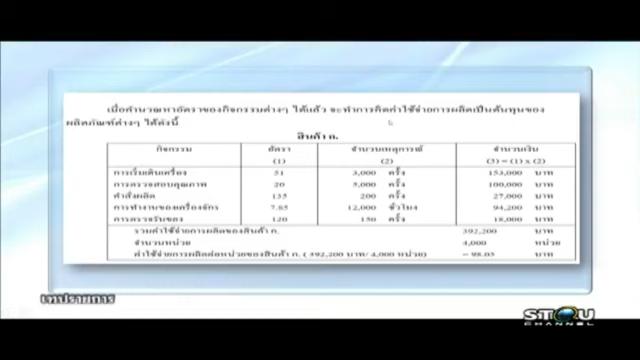 เมื่อคำนวณหาอัตราของกิจกรรมต่างๆ ได้แล้ว จะทำการคิดค่าใช้จ่ายการผลิตเป็นต้นทุนของ
ผลิตภัณฑ์ต่างๆ ได้ดังนี้
สินค้า ก.
กิจกรรม อัตรา จำนวนเหตุการณ์ จำนวนเงิน
(1) (2) (3) = (1) x (2)
การเริ่มเดินเครื่อง 51 3,000 ครั้ง 153,000 บาท
การตรวจสอบคุณภาพ 20 5,000 ครั้ง 100,000 บาท
คำสั่งผลิต 135 200 ครั้ง 27,000 บาท
การทำงานของเครื่องจักร 7.85 12,000 ชั่วโมง 94,200 บาท
การตรวจรับของ 120 150 ครั้ง 18,000 บาท
รวมค่าใช้จ่ายการผลิตของสินค้า ก. 392,200 บาท
จำนวนหน่วย 4,000 หน่วย
ค่าใช้จ่ายการผลิตต่อหน่วยของสินค้า ก. ( 392,200 บาท/ 4,000 หน่วย) = 98.05 บาท
เทปรายการ
STOU
CHANNEL